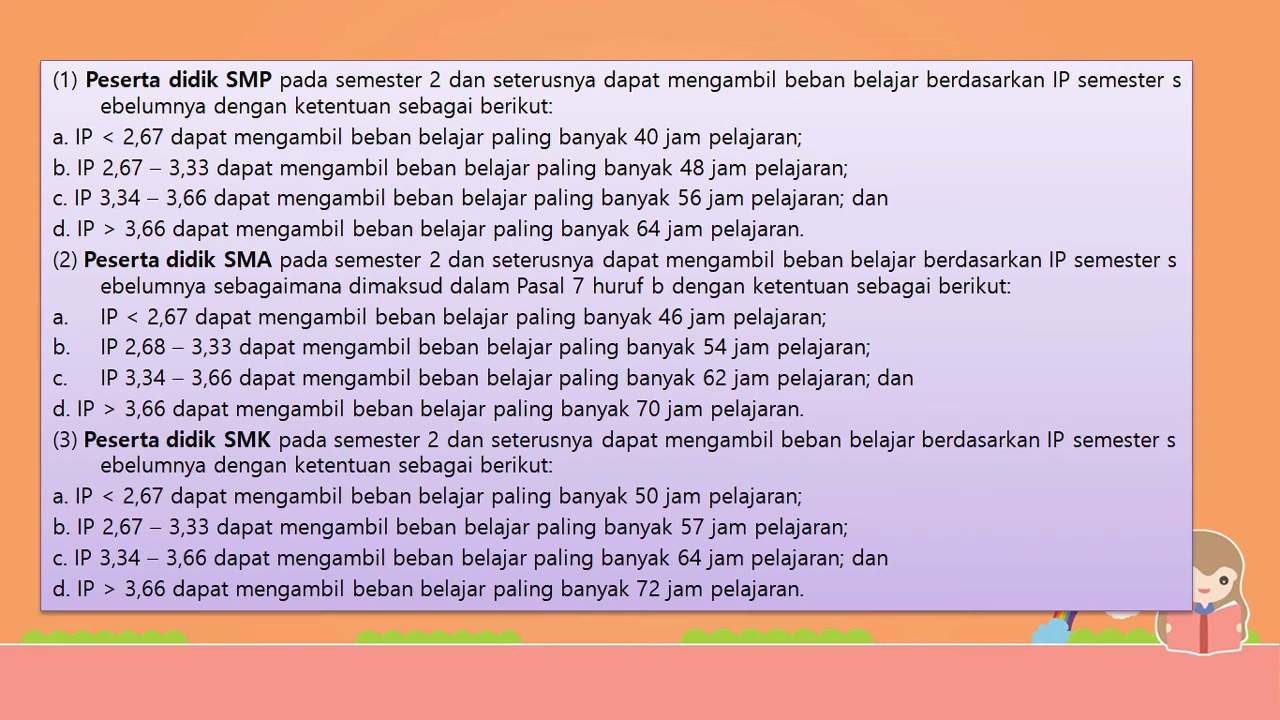 (1) Peserta didik SMP pada semester 2 dan seterusnya dapat mengambil beban belajar berdasarkan IP semester s
ebelumnya dengan ketentuan sebagai berikut:
a. IP < 2,67 dapat mengambil beban belajar paling banyak 40 jam pelajaran;
b. IP 2,67 – 3,33 dapat mengambil beban belajar paling banyak 48 jam pelajaran;
c. IP 3,34 – 3,66 dapat mengambil beban belajar paling banyak 56 jam pelajaran; dan
d. IP > 3,66 dapat mengambil beban belajar paling banyak 64 jam pelajaran.
(2) Peserta didik SMA pada semester 2 dan seterusnya dapat mengambil beban belajar berdasarkan IP semester s
ebelumnya sebagaimana dimaksud dalam Pasal 7 huruf b dengan ketentuan sebagai berikut:
a. IP < 2,67 dapat mengambil beban belajar paling banyak 46 jam pelajaran;
b. IP 2,68 – 3,33 dapat mengambil beban belajar paling banyak 54 jam pelajaran;
c. IP 3,34 – 3,66 dapat mengambil beban belajar paling banyak 62 jam pelajaran; dan
d. IP > 3,66 dapat mengambil beban belajar paling banyak 70 jam pelajaran.
(3) Peserta didik SMK pada semester 2 dan seterusnya dapat mengambil beban belajar berdasarkan IP semester s
ebelumnya dengan ketentuan sebagai berikut:
a. IP < 2,67 dapat mengambil beban belajar paling banyak 50 jam pelajaran;
b. IP 2,67 – 3,33 dapat mengambil beban belajar paling banyak 57 jam pelajaran;
c. IP 3,34 – 3,66 dapat mengambil beban belajar paling banyak 64 jam pelajaran; dan
d. IP > 3,66 dapat mengambil beban belajar paling banyak 72 jam pelajaran.